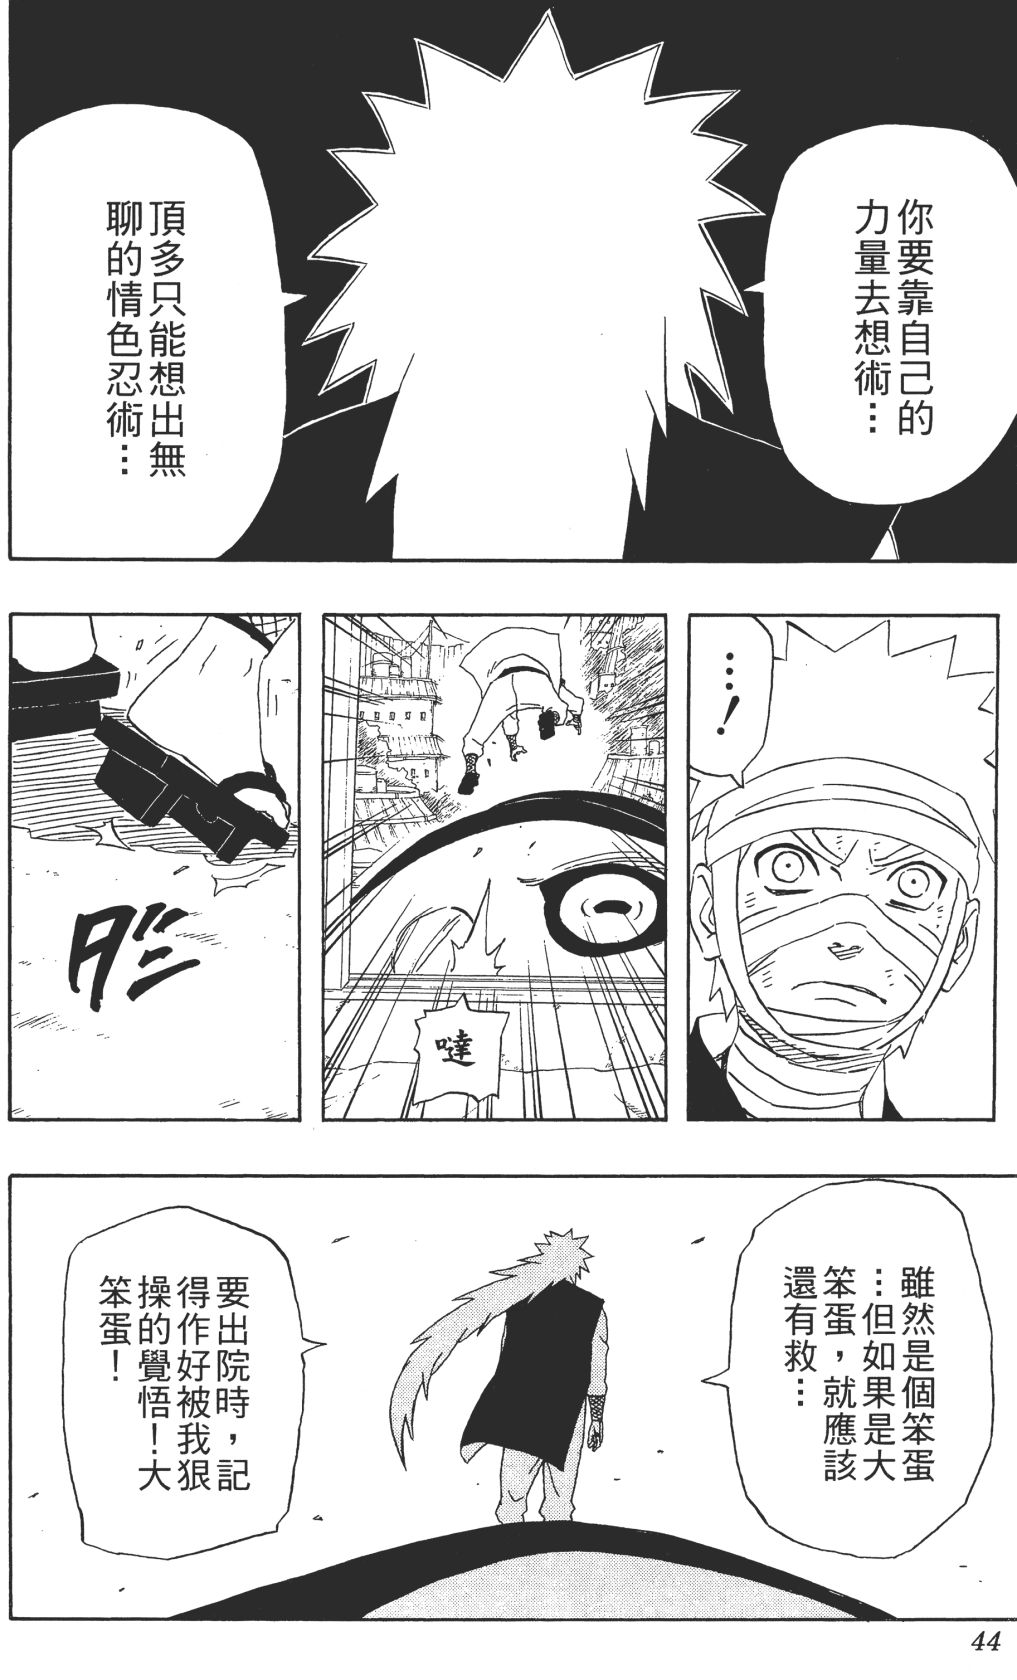 你要靠自己的
力量去想術…
頂多只能想出無
聊的情色忍術…
…！
噠
ダ
雖然是個笨蛋
…但如果是大
笨蛋，就應該
還有救…
要出院時，記
得作好被我狠
操的覺悟！大
笨蛋！
44